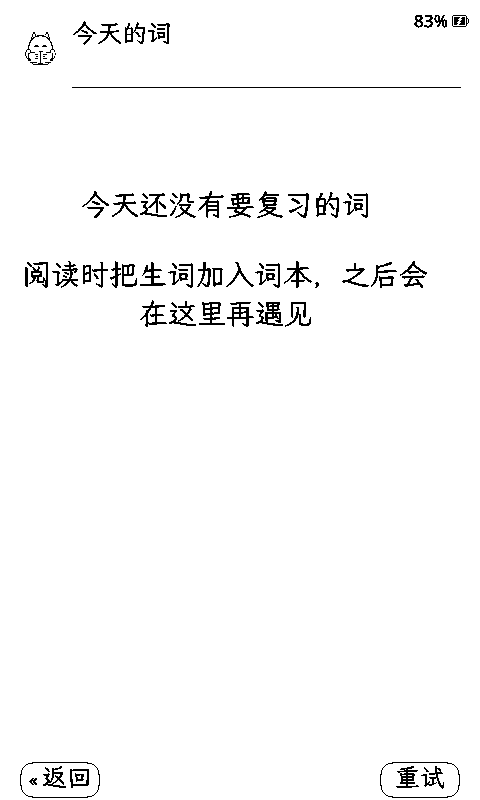 83%
今天的词
今天还没有要复习的词
阅读时把生词加入词本，之后会
在这里再遇见
« 返回
重试